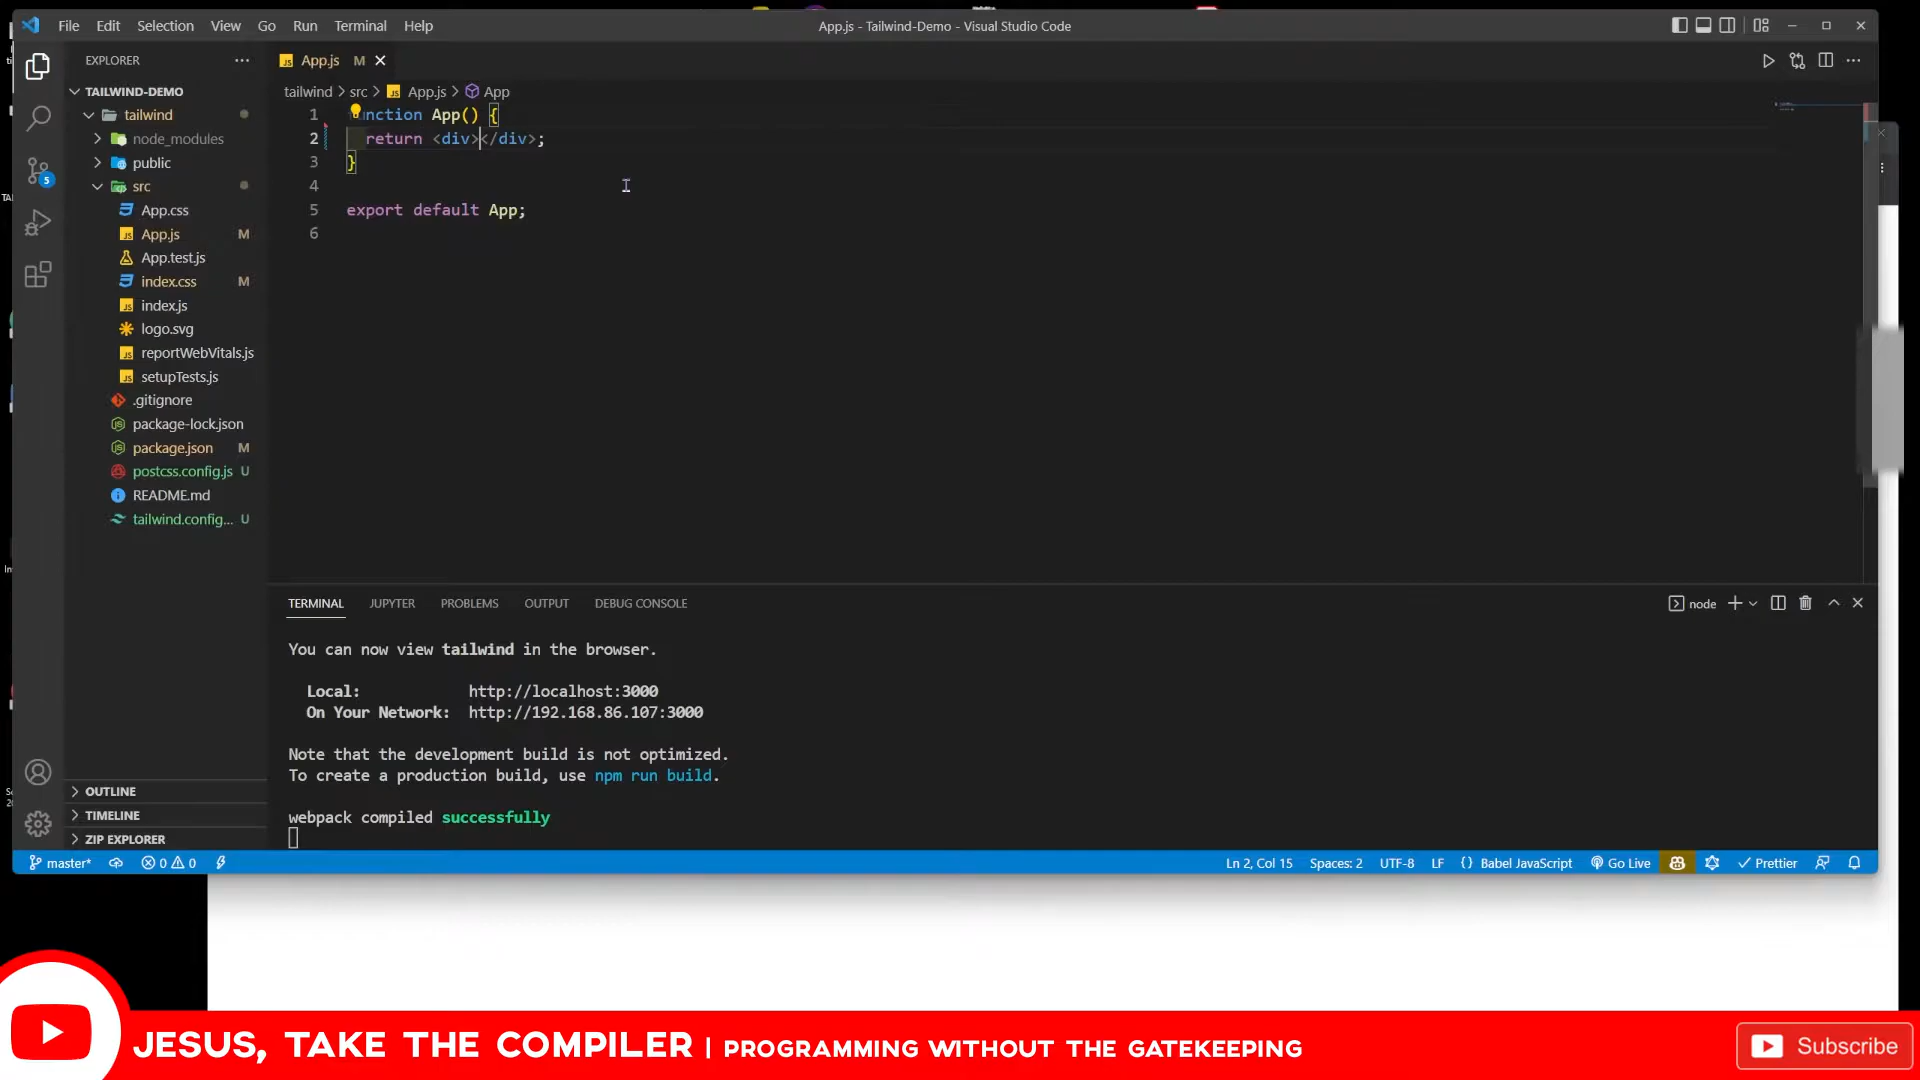 File Edit Selection View Go Run Terminal Help
App.js - Tailwind-Demo - Visual Studio Code
EXPLORER
App.js M
TAILWIND-DEMO
tailwind > src > App.js > App
tailwind
node_modules
public
src
App.css
App.js M
App.test.js
index.css M
index.js
logo.svg
reportWebVitals.js
setupTests.js
.gitignore
package-lock.json
package.json M
postcss.config.js U
README.md
tailwind.config... U
5
1 nction App() {
2 return <div></div>;
3 }
4
5 export default App;
6
TERMINAL JUPYTER PROBLEMS OUTPUT DEBUG CONSOLE
node
You can now view tailwind in the browser.
Local: http://localhost:3000
On Your Network: http://192.168.86.107:3000
Note that the development build is not optimized.
To create a production build, use npm run build.
webpack compiled successfully
OUTLINE
TIMELINE
ZIP EXPLORER
master* 0 0
Ln 2, Col 15 Spaces: 2 UTF-8 LF {} Babel JavaScript Go Live Prettier
JESUS, TAKE THE COMPILER | PROGRAMMING WITHOUT THE GATEKEEPING
Subscribe